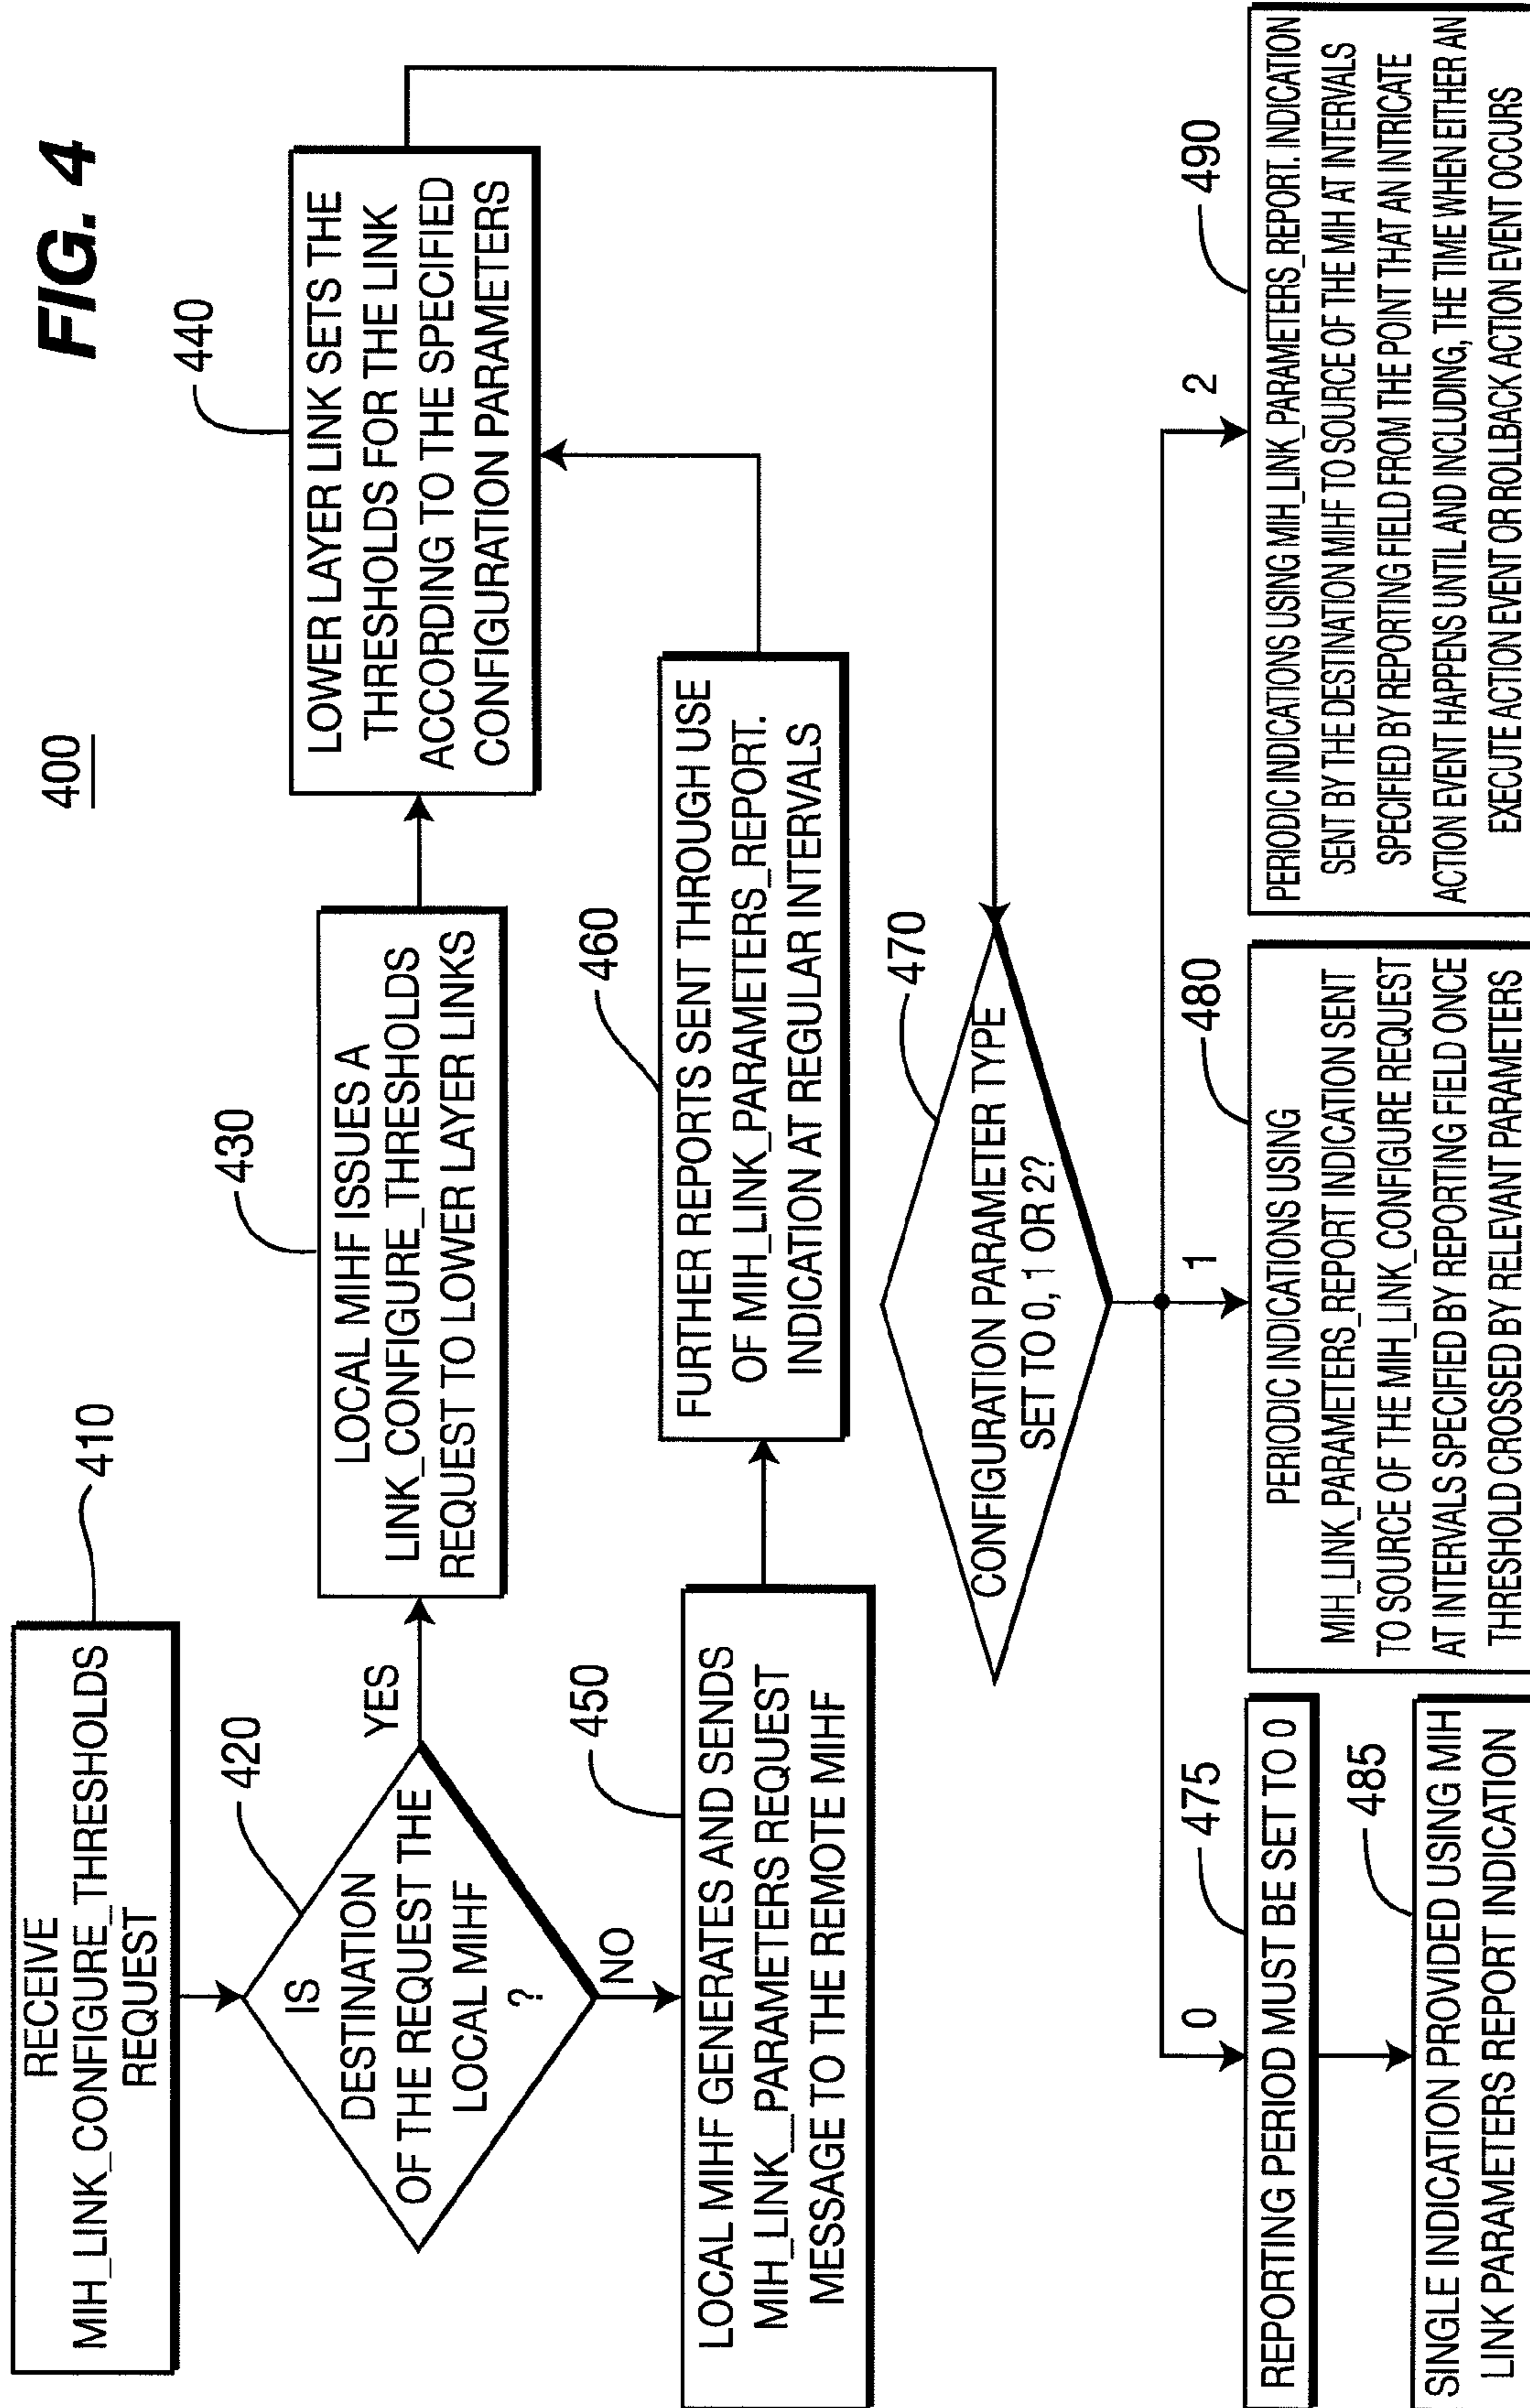 FIG. 4
400
410
RECEIVE
MIH_LINK_CONFIGURE_THRESHOLDS
REQUEST
420
IS
DESTINATION
OF THE REQUEST THE
LOCAL MIHF
?
YES
NO
430
LOCAL MIHF ISSUES A
LINK_CONFIGURE_THRESHOLDS
REQUEST TO LOWER LAYER LINKS
440
LOWER LAYER LINK SETS THE
THRESHOLDS FOR THE LINK
ACCORDING TO THE SPECIFIED
CONFIGURATION PARAMETERS
450
LOCAL MIHF GENERATES AND SENDS
MIH_LINK_PARAMETERS REQUEST
MESSAGE TO THE REMOTE MIHF
460
FURTHER REPORTS SENT THROUGH USE
OF MIH_LINK_PARAMETERS_REPORT.
INDICATION AT REGULAR INTERVALS
470
CONFIGURATION PARAMETER TYPE
SET TO 0, 1 OR 2?
0
1
2
475
REPORTING PERIOD MUST BE SET TO 0
485
SINGLE INDICATION PROVIDED USING MIH
LINK PARAMETERS REPORT INDICATION
480
PERIODIC INDICATIONS USING
MIH_LINK_PARAMETERS_REPORT INDICATION SENT
TO SOURCE OF THE MIH_LINK_CONFIGURE REQUEST
AT INTERVALS SPECIFIED BY REPORTING FIELD ONCE
THRESHOLD CROSSED BY RELEVANT PARAMETERS
490
PERIODIC INDICATIONS USING MIH_LINK_PARAMETERS_REPORT. INDICATION
SENT BY THE DESTINATION MIHF TO SOURCE OF THE MIH AT INTERVALS
SPECIFIED BY REPORTING FIELD FROM THE POINT THAT AN INTRICATE
ACTION EVENT HAPPENS UNTIL AND INCLUDING, THE TIME WHEN EITHER AN
EXECUTE ACTION EVENT OR ROLLBACK ACTION EVENT OCCURS